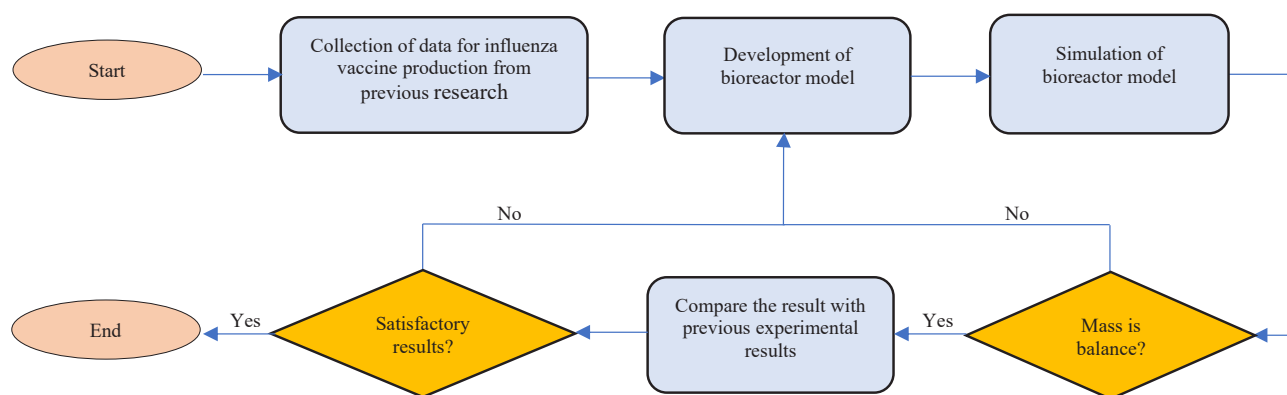 Start
Collection of data for influenza
vaccine production from
previous research
Development of
bioreactor model
Simulation of
bioreactor model
No
No
End
Yes
Satisfactory
results?
Compare the result with
previous experimental
results
Yes
Mass is
balance?